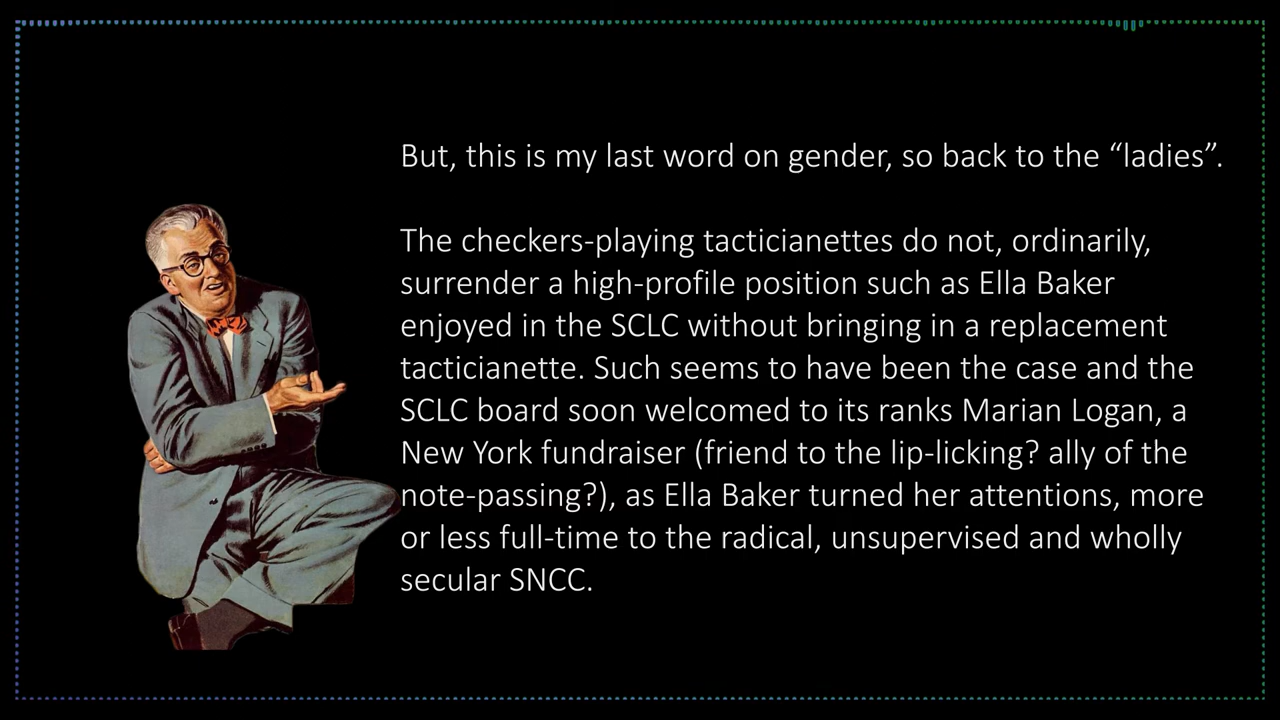 But, this is my last word on gender, so back to the “ladies”.
The checkers-playing tacticianettes do not, ordinarily,
surrender a high-profile position such as Ella Baker
enjoyed in the SCLC without bringing in a replacement
tacticianette. Such seems to have been the case and the
SCLC board soon welcomed to its ranks Marian Logan, a
New York fundraiser (friend to the lip-licking? ally of the
note-passing?), as Ella Baker turned her attentions, more
or less full-time to the radical, unsupervised and wholly
secular SNCC.